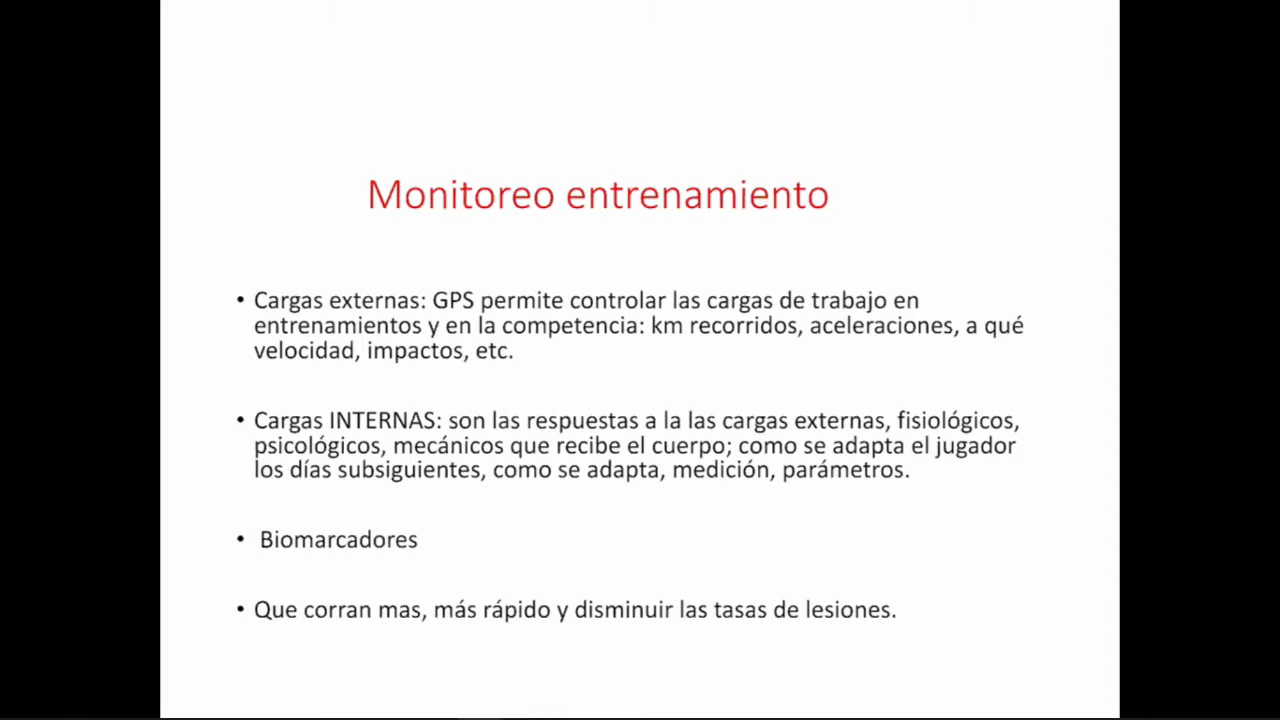 Monitoreo entrenamiento
• Cargas externas: GPS permite controlar las cargas de trabajo en
entrenamientos y en la competencia: km recorridos, aceleraciones, a qué
velocidad, impactos, etc.
• Cargas INTERNAS: son las respuestas a la las cargas externas, fisiológicos,
psicológicos, mecánicos que recibe el cuerpo; como se adapta el jugador
los días subsiguientes, como se adapta, medición, parámetros.
• Biomarcadores
• Que corran mas, más rápido y disminuir las tasas de lesiones.